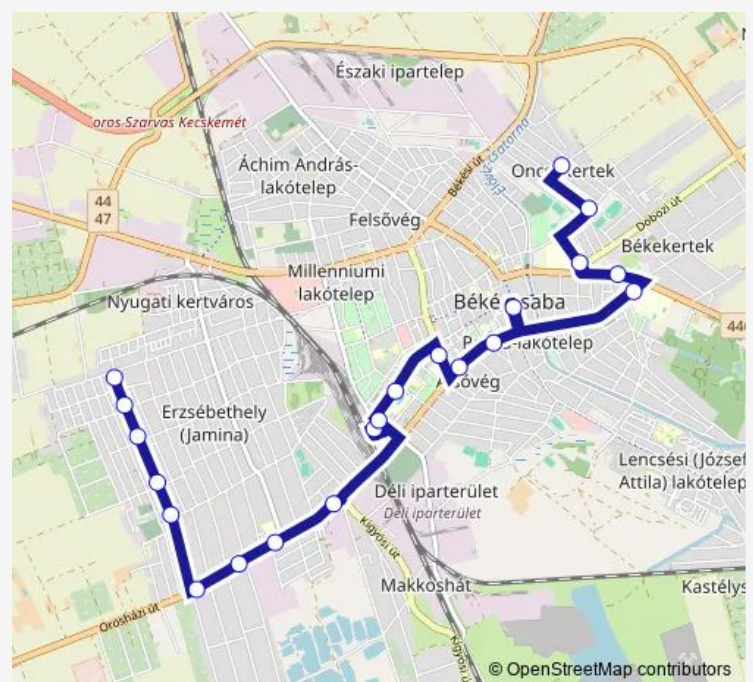 Északi ipartelep
oros Szarvas Kecskemét
Élővíz-csatorna
Békési út
Áchim András-
lakótelep
44
47
Felsővég
Dobozi út
Békekertek
Millenniumi
lakótelep
Nyugati kertváros
446
Erzsébethely
(Jamina)
Lencsési (József
Attila) lakótelep
Déli iparterület
Déli iparterület
Kígyósi út
Makkoshát
Kastélys
Orosházi út
Kígyósi ú
© OpenStreetMap contributors